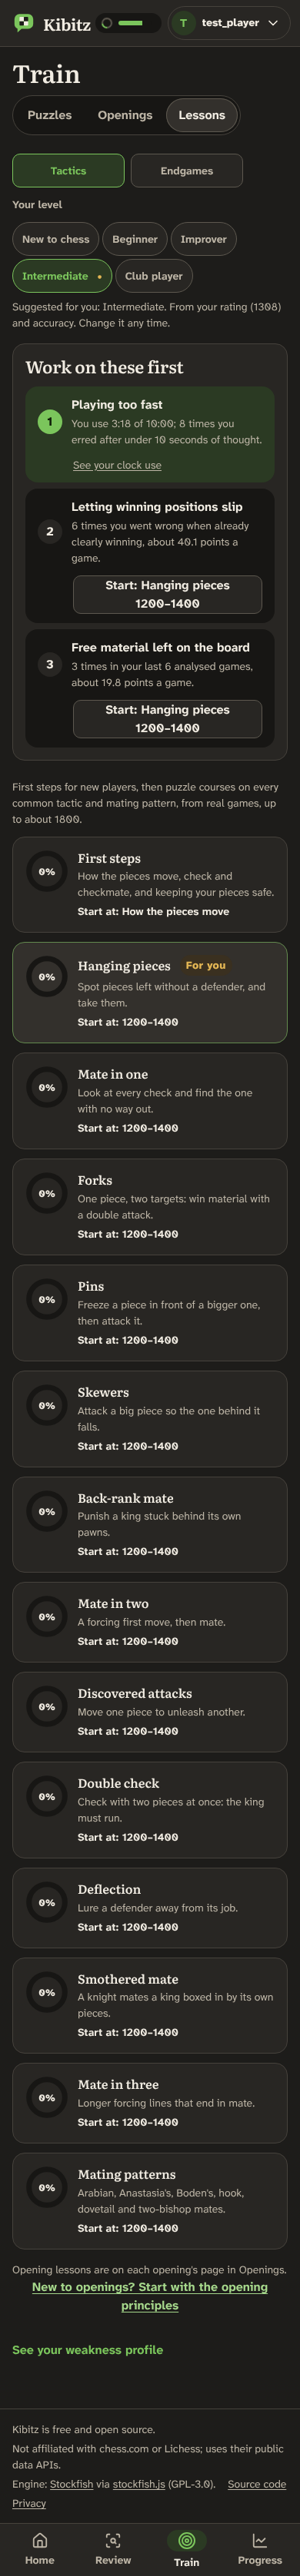 Kibitz
T test_player
Train
Puzzles Openings Lessons
Tactics Endgames
Your level
New to chess Beginner Improver
Intermediate Club player
Suggested for you: Intermediate. From your rating (1308)
and accuracy. Change it any time.
Work on these first
1 Playing too fast
You use 3:18 of 10:00; 8 times you
erred after under 10 seconds of thought.
See your clock use
Letting winning positions slip
2 6 times you went wrong when already
clearly winning, about 40.1 points a
game.
Start: Hanging pieces
1200–1400
Free material left on the board
3 3 times in your last 6 analysed games,
about 19.8 points a game.
Start: Hanging pieces
1200–1400
First steps for new players, then puzzle courses on every
common tactic and mating pattern, from real games, up
to about 1800.
First steps
0% How the pieces move, check and
checkmate, and keeping your pieces safe.
Start at: How the pieces move
Hanging pieces For you
0% Spot pieces left without a defender, and
take them.
Start at: 1200–1400
Mate in one
0% Look at every check and find the one
with no way out.
Start at: 1200–1400
Forks
0% One piece, two targets: win material with
a double attack.
Start at: 1200–1400
Pins
0% Freeze a piece in front of a bigger one,
then attack it.
Start at: 1200–1400
Skewers
0% Attack a big piece so the one behind it
falls.
Start at: 1200–1400
Back-rank mate
0% Punish a king stuck behind its own
pawns.
Start at: 1200–1400
Mate in two
0% A forcing first move, then mate.
Start at: 1200–1400
Discovered attacks
0% Move one piece to unleash another.
Start at: 1200–1400
Double check
0% Check with two pieces at once: the king
must run.
Start at: 1200–1400
Deflection
0% Lure a defender away from its job.
Start at: 1200–1400
Smothered mate
0% A knight mates a king boxed in by its own
pieces.
Start at: 1200–1400
Mate in three
0% Longer forcing lines that end in mate.
Start at: 1200–1400
Mating patterns
0% Arabian, Anastasia's, Boden's, hook,
dovetail and two-bishop mates.
Start at: 1200–1400
Opening lessons are on each opening's page in Openings.
New to openings? Start with the opening
principles
See your weakness profile
Kibitz is free and open source.
Not affiliated with chess.com or Lichess; uses their public
data APIs.
Engine: Stockfish via stockfish.js (GPL-3.0). Source code
Privacy
Home Review Train Progress